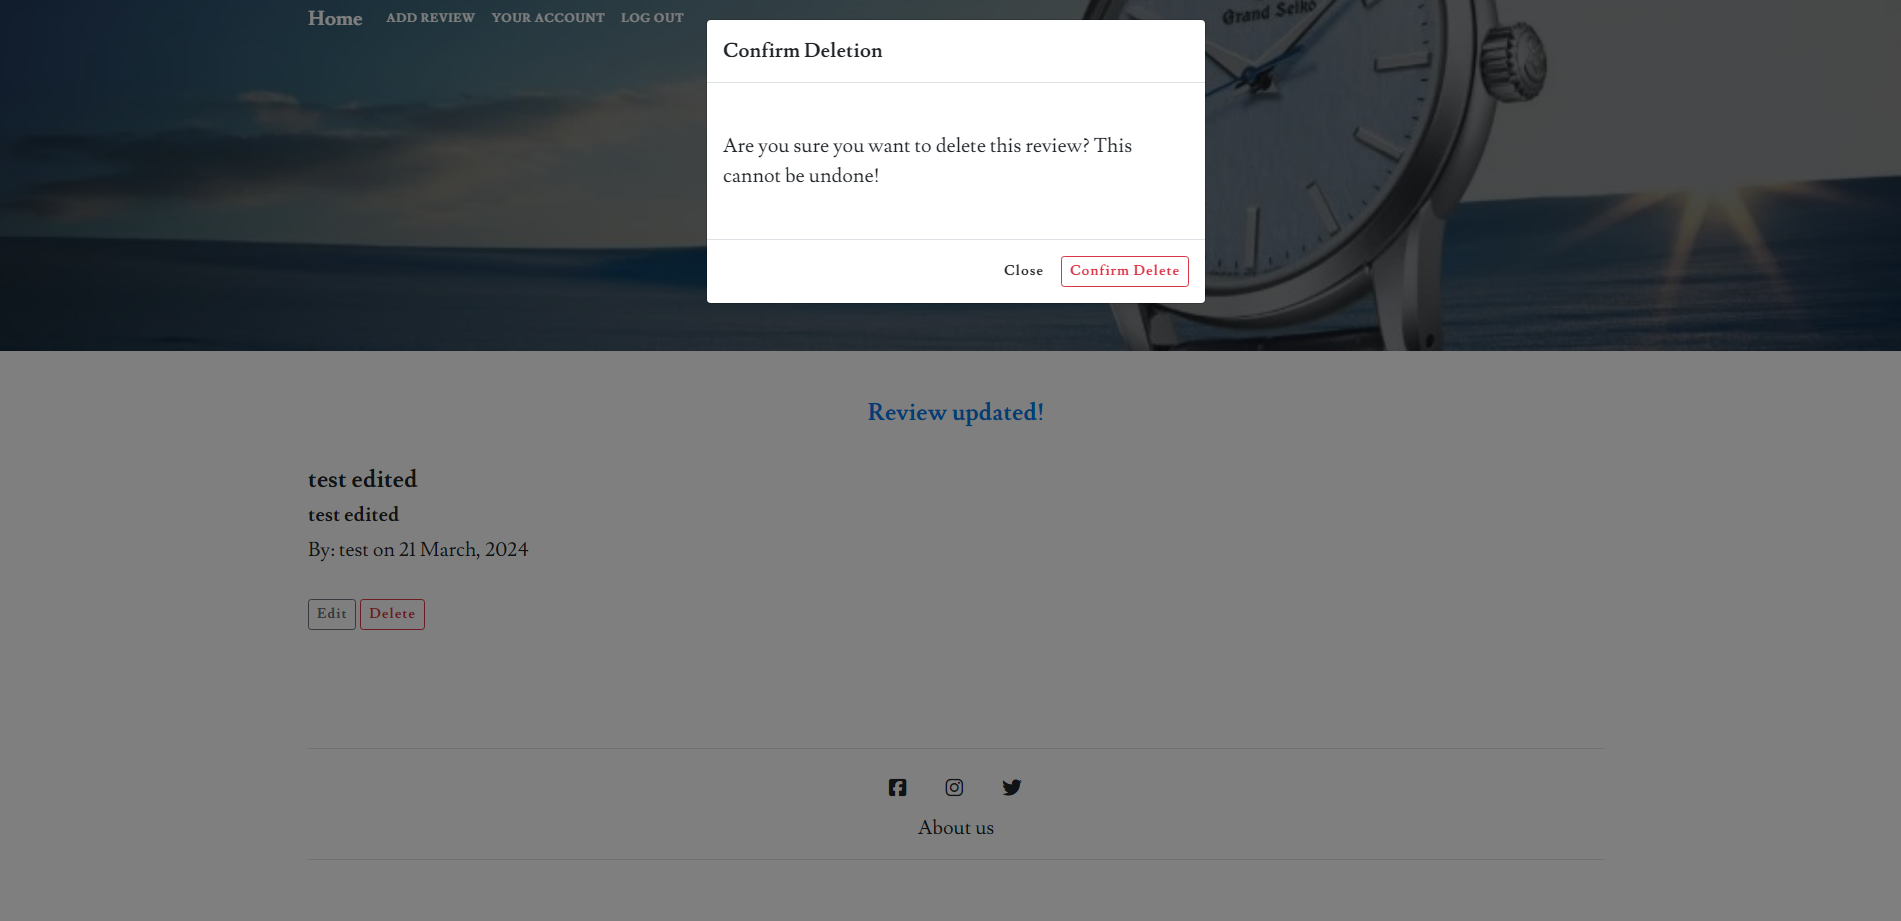 Home ADD REVIEW YOUR ACCOUNT LOG OUT
Grand Seiko
Confirm Deletion
Are you sure you want to delete this review? This
cannot be undone!
Close Confirm Delete
Review updated!
test edited
test edited
By: test on 21 March, 2024
Edit Delete
About us